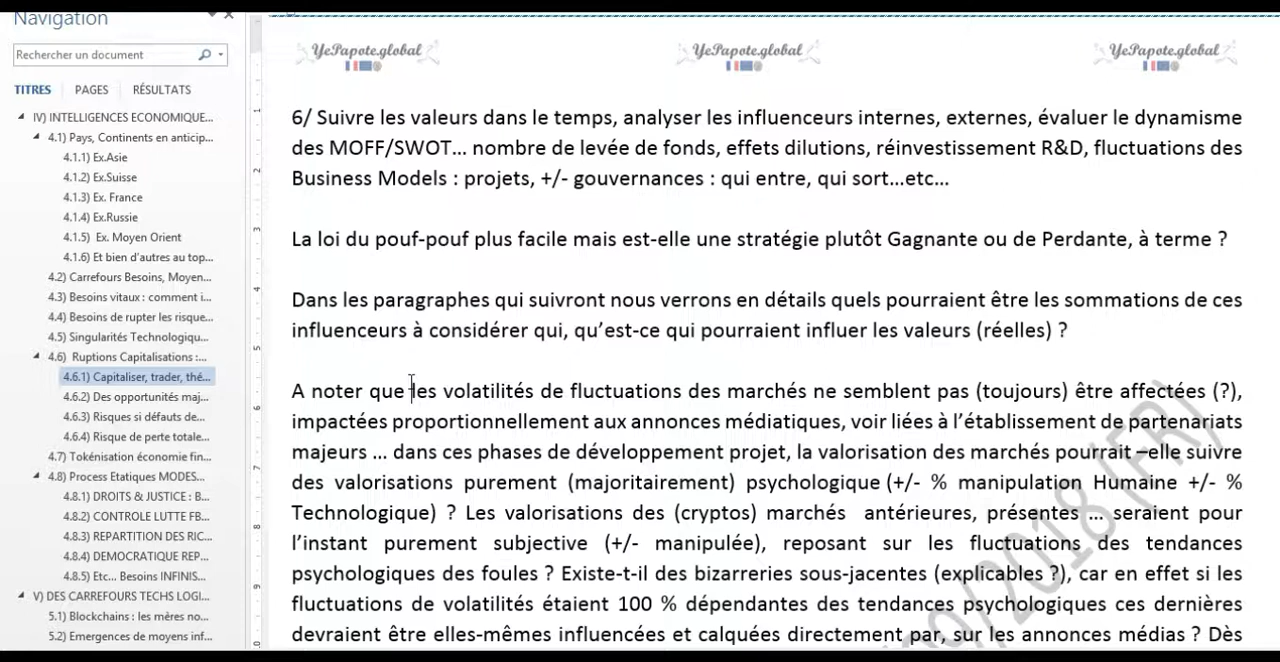 Navigation
Rechercher un document
TITRES PAGES RÉSULTATS
IV) INTELLIGENCES ECONOMIQUE...
4.1) Pays, Continents en anticip...
4.1.1) Ex.Asie
4.1.2) Ex.Suisse
4.1.3) Ex. France
4.1.4) Ex.Russie
4.1.5) Ex. Moyen Orient
4.1.6) Et bien d'autres au top...
4.2) Carrefours Besoins, Moyen...
4.3) Besoins vitaux : comment i...
4.4) Besoins de rupter les risque...
4.5) Singularités Technologiqu...
4.6) Ruptions Capitalisations :...
4.6.1) Capitaliser, trader, thé...
4.6.2) Des opportunités maj...
4.6.3) Risques si défauts de...
4.6.4) Risque de perte totale...
4.7) Tokénisation économie fin...
4.8) Process Etatiques MODES...
4.8.1) DROITS & JUSTICE : B...
4.8.2) CONTROLE LUTTE FB...
4.8.3) REPARTITION DES RIC...
4.8.4) DEMOCRATIQUE REP...
4.8.5) Etc... Besoins INFINIS...
V) DES CARREFOURS TECHS LOGI...
5.1) Blockchains : les mères no...
5.2) Emergences de moyens inf...
YePapote.global YePapote.global YePapote.global
6/ Suivre les valeurs dans le temps, analyser les influenceurs internes, externes, évaluer le dynamisme
des MOFF/SWOT... nombre de levée de fonds, effets dilutions, réinvestissement R&D, fluctuations des
Business Models : projets, +/- gouvernances : qui entre, qui sort...etc...
La loi du pouf-pouf plus facile mais est-elle une stratégie plutôt Gagnante ou de Perdante, à terme ?
Dans les paragraphes qui suivront nous verrons en détails quels pourraient être les sommations de ces
influenceurs à considérer qui, qu'est-ce qui pourraient influer les valeurs (réelles) ?
A noter que les volatilités de fluctuations des marchés ne semblent pas (toujours) être affectées (?),
impactées proportionnellement aux annonces médiatiques, voir liées à l'établissement de partenariats
majeurs ... dans ces phases de développement projet, la valorisation des marchés pourrait –elle suivre
des valorisations purement (majoritairement) psychologique (+/- % manipulation Humaine +/- %
Technologique) ? Les valorisations des (cryptos) marchés antérieures, présentes ... seraient pour
l'instant purement subjective (+/- manipulée), reposant sur les fluctuations des tendances
psychologiques des foules ? Existe-t-il des bizarreries sous-jacentes (explicables ?), car en effet si les
fluctuations de volatilités étaient 100 % dépendantes des tendances psychologiques ces dernières
devraient être elles-mêmes influencées et calquées directement par, sur les annonces médias ? Dès
09/2018 (FR)